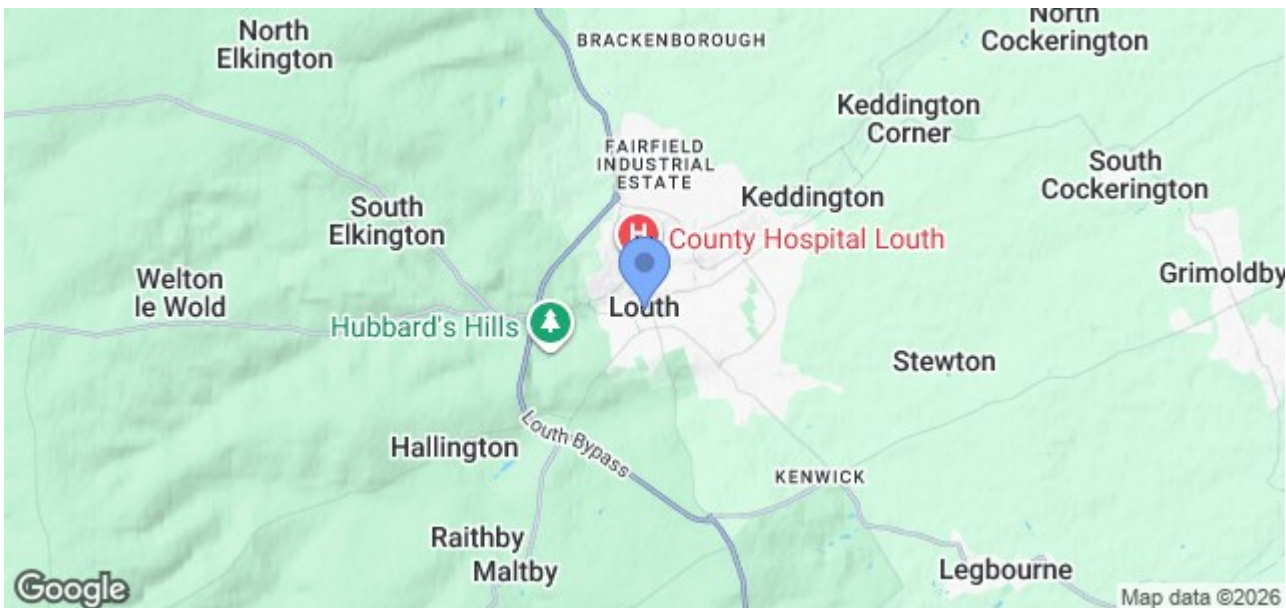 North
Elkington
BRACKENBOROUGH
North
Cockerington
Keddington
Corner
FAIRFIELD
INDUSTRIAL
ESTATE
South
Cockerington
Keddington
South
Elkington
H
County Hospital Louth
Welton
le Wold
Grimoldby
Louth
Hubbard's Hills
Stewton
Louth Bypass
Hallington
KENWICK
Raithby
Maltby
Legbourne
Google
Map data ©2026